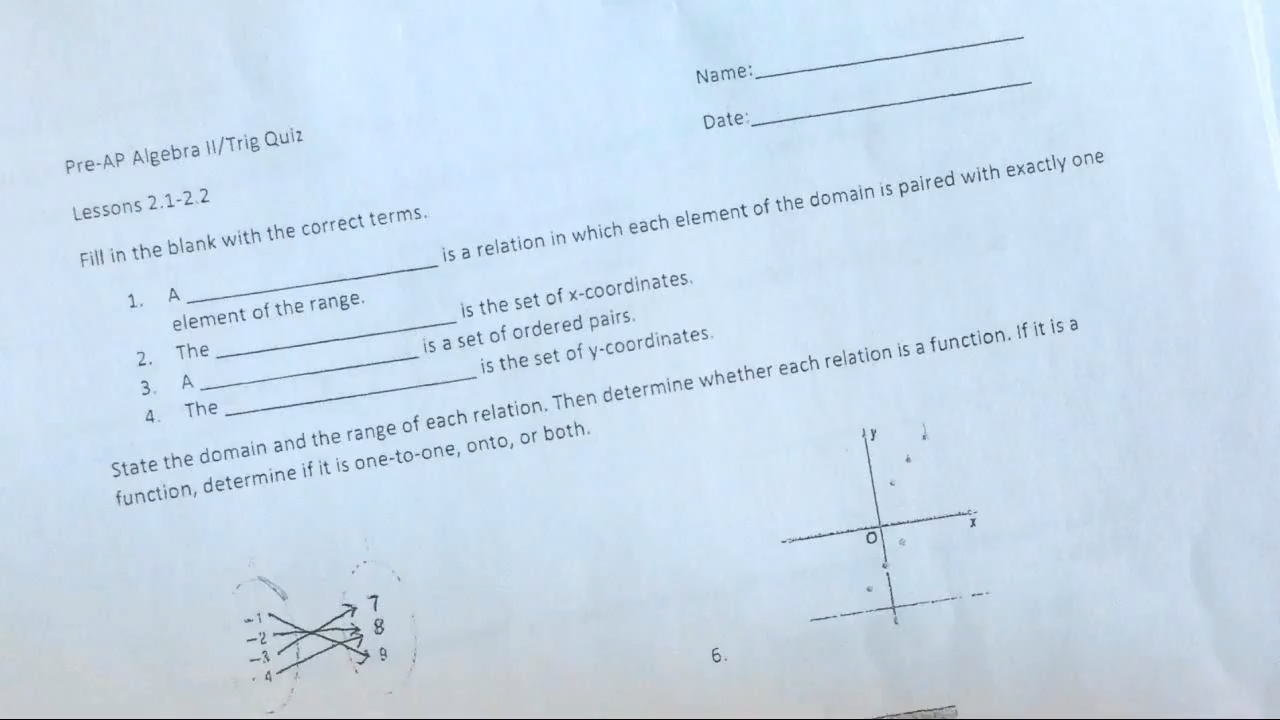 Name:
Date:
Pre-AP Algebra II/Trig Quiz
Lessons 2.1-2.2
Fill in the blank with the correct terms.
1. A ______ is a relation in which each element of the domain is paired with exactly one
element of the range.
2. The ______ is the set of x-coordinates.
3. A ______ is a set of ordered pairs.
4. The ______ is the set of y-coordinates.
State the domain and the range of each relation. Then determine whether each relation is a function. If it is a
function, determine if it is one-to-one, onto, or both.
y
O
x
-1 7
-2 8
-3 9
4
6.